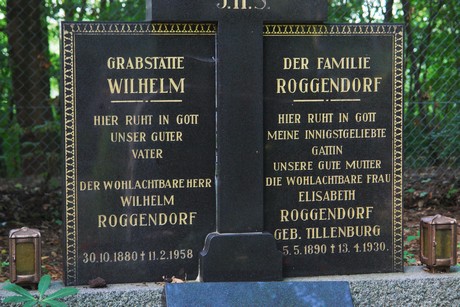 J.H.S.
GRABSTÄTTE
WILHELM
HIER RUHT IN GOTT
UNSER GUTER
VATER
DER WOHLACHTBARE HERR
WILHELM
ROGGENDORF
30.10.1880 † 11.2.1958
DER FAMILIE
ROGGENDORF
HIER RUHT IN GOTT
MEINE INNIGSTGELIEBTE
GATTIN
UNSERE GUTE MUTTER
DIE WOHLACHTBARE FRAU
ELISABETH
ROGGENDORF
GEB. TILLENBURG
5.5.1890 † 13.4.1930.